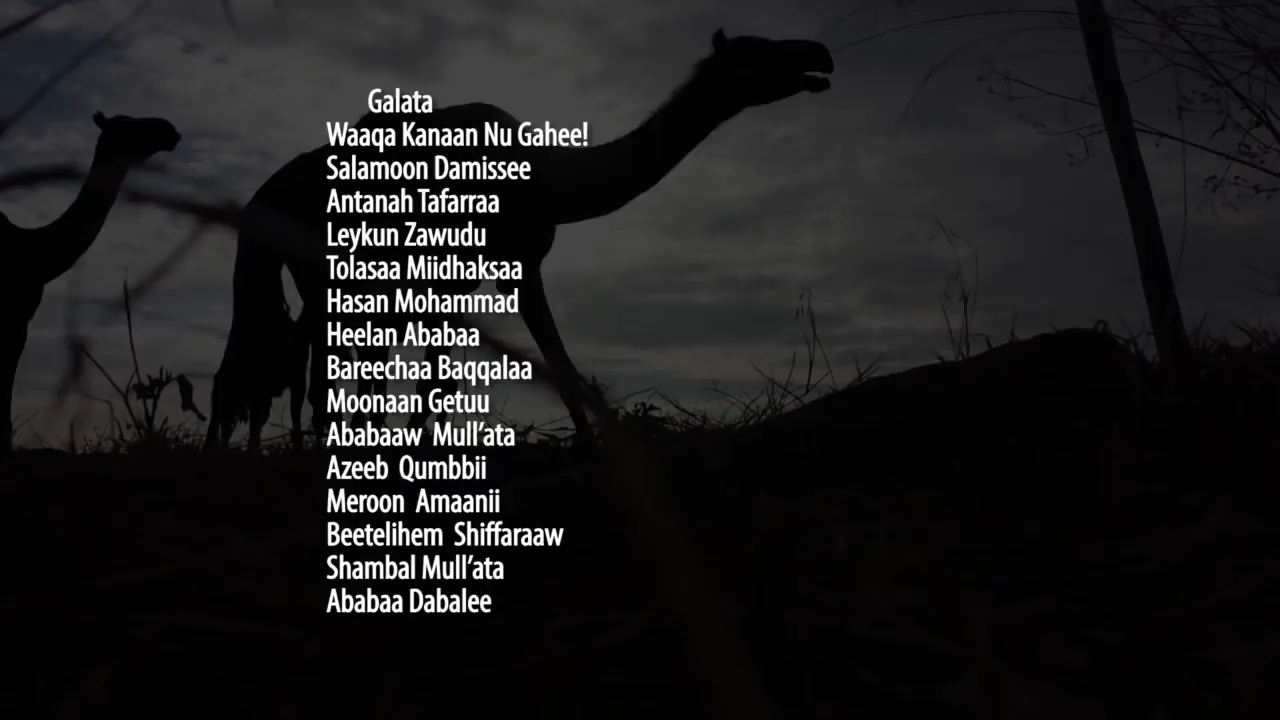 Galata
Waaqa Kanaan Nu Gahee!
Salamoon Damissee
Antanah Tafarraa
Leykun Zawudu
Tolasaa Miidhaksaa
Hasan Mohammad
Heelan Ababaa
Bareechaa Baqqalaa
Moonaan Getuu
Ababaaw Mull’ata
Azeeb Qumbbii
Meroon Amaanii
Beetelihem Shiffaraaw
Shambal Mull’ata
Ababaa Dabalee